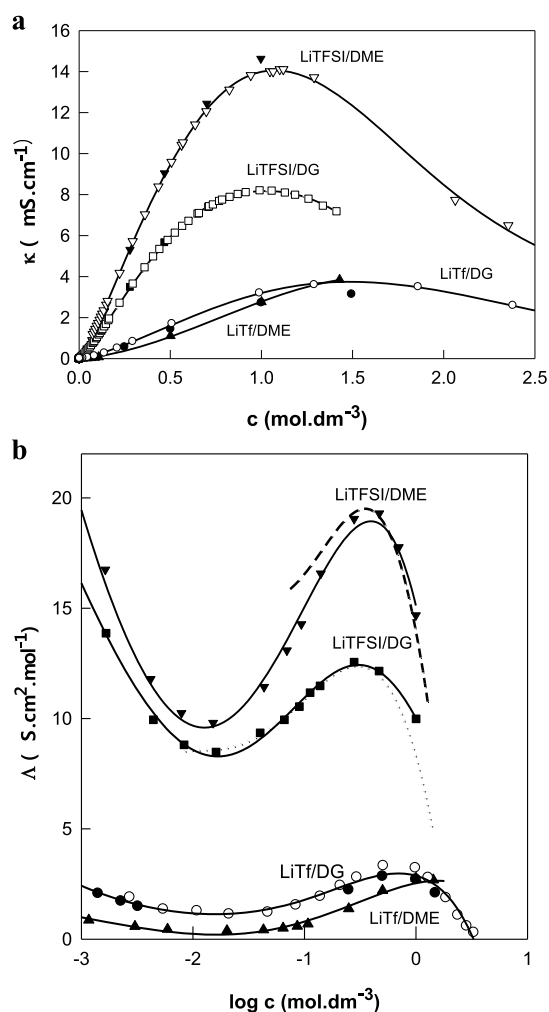 a
16
14
12
10
8
6
4
2
0
κ ( mS.cm⁻¹)
LiTFSI/DME
LiTFSI/DG
LiTf/DG
LiTf/DME
0.0 0.5 1.0 1.5 2.0 2.5
c (mol.dm⁻³)
b
20
15
10
5
0
Λ ( S.cm².mol⁻¹)
LiTFSI/DME
LiTFSI/DG
LiTf/DG
LiTf/DME
-3 -2 -1 0 1
log c (mol.dm⁻³)